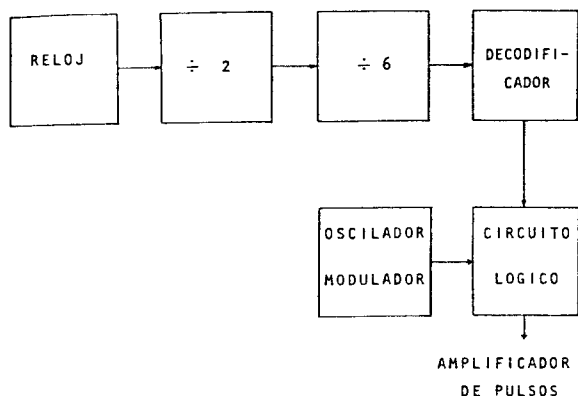 RELOJ
÷ 2
÷ 6
DECODIFI-
CADOR
OSCILADOR
MODULADOR
CIRCUITO
LOGICO
AMPLIFICADOR
DE PULSOS